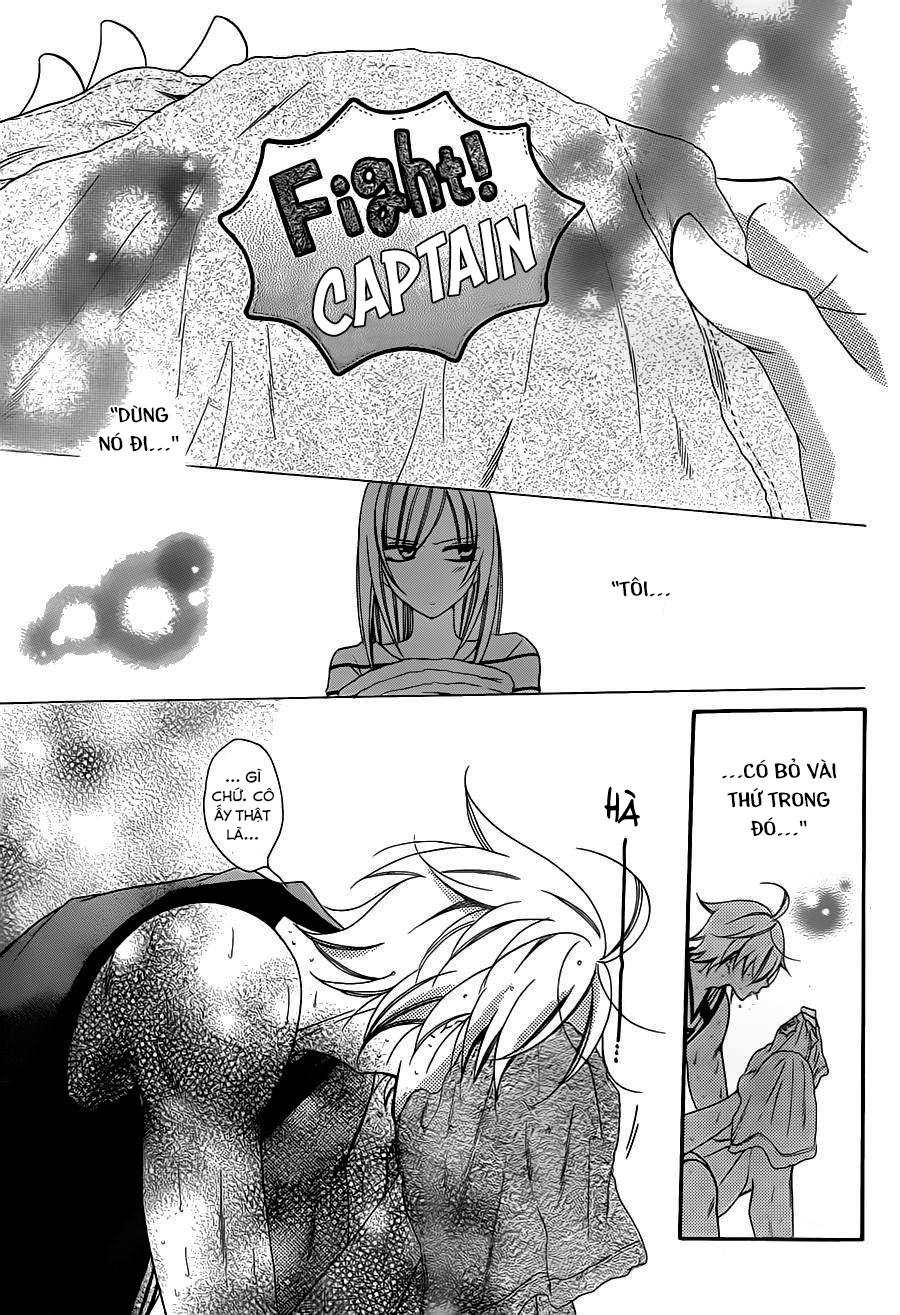 Fight!
CAPTAIN
"DÙNG
NÓ ĐI..."
"TÔI...
...CÓ BỎ VÀI
THỨ TRONG
ĐÓ..."
HÀ
... GÌ
CHỨ. CÔ
ẤY THẬT
LÀ...